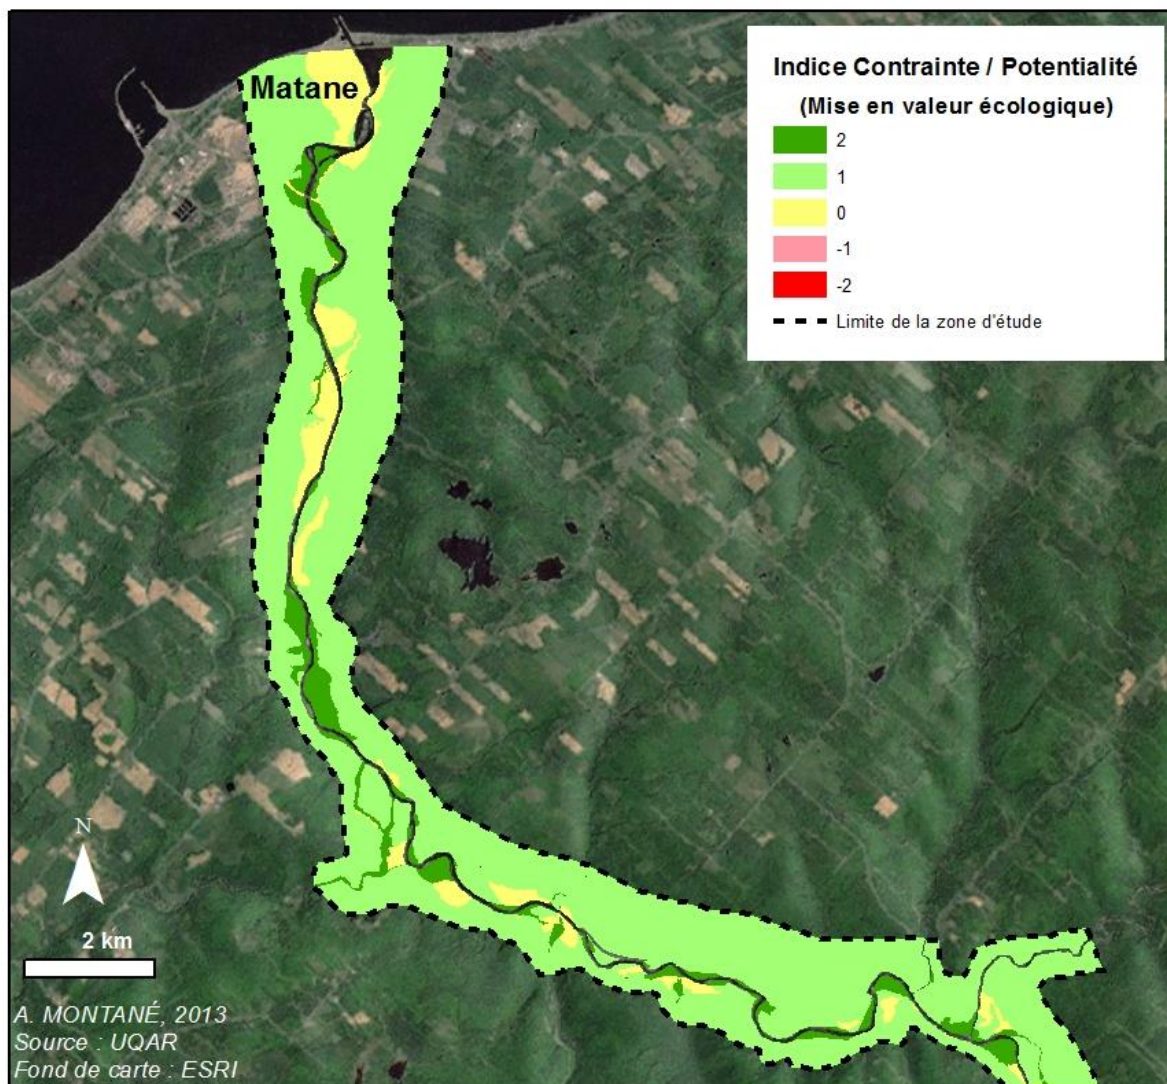 Matane
Indice Contrainte / Potentialité
(Mise en valeur écologique)
2
1
0
-1
-2
Limite de la zone d'étude
N
2 km
A. MONTANÉ, 2013
Source : UQAR
Fond de carte : ESRI